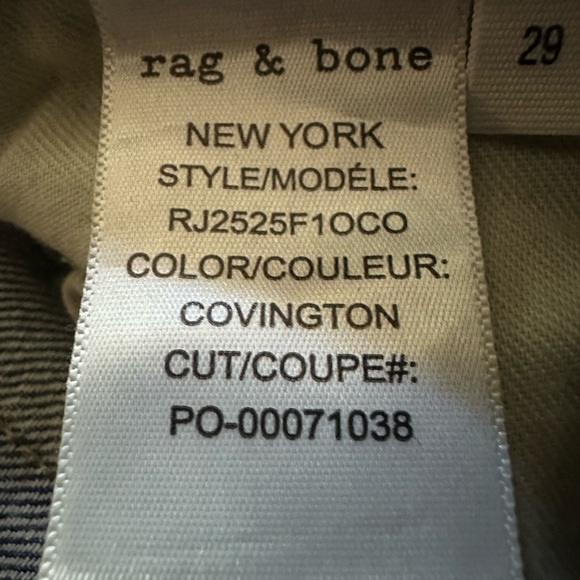 rag & bone
29
NEW YORK
STYLE/MODÉLE:
RJ2525F1OCO
COLOR/COULEUR:
COVINGTON
CUT/COUPE#:
PO-00071038